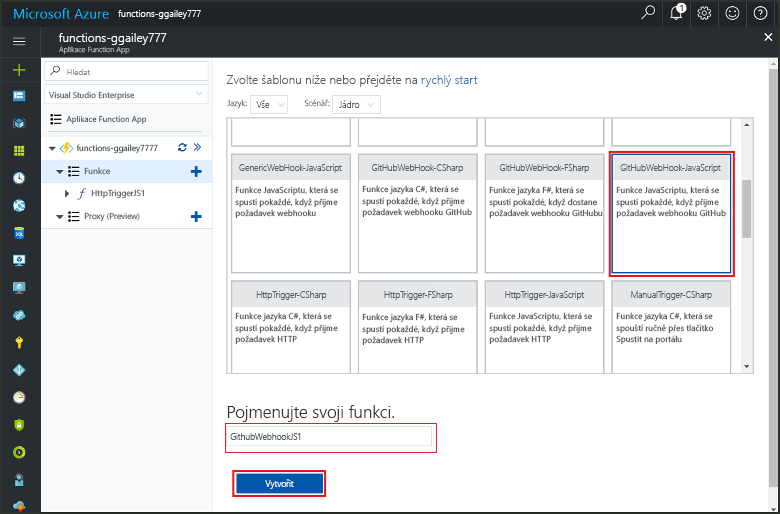 Microsoft Azure functions-ggailey777
1
functions-ggailey777
Aplikace Function App
Hledat
Visual Studio Enterprise
Aplikace Function App
functions-ggailey7777
Funkce
HttpTriggerJS1
Proxy (Preview)
Zvolte šablonu níže nebo přejděte na rychlý start
Jazyk: Vše Scénář: Jádro
GenericWebHook-JavaScript
Funkce JavaScriptu, která se
spustí pokaždé, když přijme
požadavek webhooku
GitHubWebHook-CSharp
Funkce jazyka C#, která se
spustí pokaždé, když přijme
požadavek webhooku GitHub
GitHubWebHook-FSharp
Funkce jazyka F#, která se
spustí pokaždé, když dostane
požadavek webhooku GitHubu
GitHubWebHook-JavaScript
Funkce JavaScriptu, která se
spustí pokaždé, když přijme
požadavek webhooku GitHub
HttpTrigger-CSharp
Funkce jazyka C#, která se
spustí pokaždé, když přijme
požadavek HTTP
HttpTrigger-FSharp
Funkce jazyka F#, která se
spustí pokaždé, když přijme
požadavek HTTP
HttpTrigger-JavaScript
Funkce JavaScriptu, která se
spustí pokaždé, když přijme
požadavek HTTP
ManualTrigger-CSharp
Funkce jazyka C#, která se
spouští ručně přes tlačítko
Spustit na portálu
Pojmenujte svoji funkci.
GithubWebhookJS1
Vytvořit